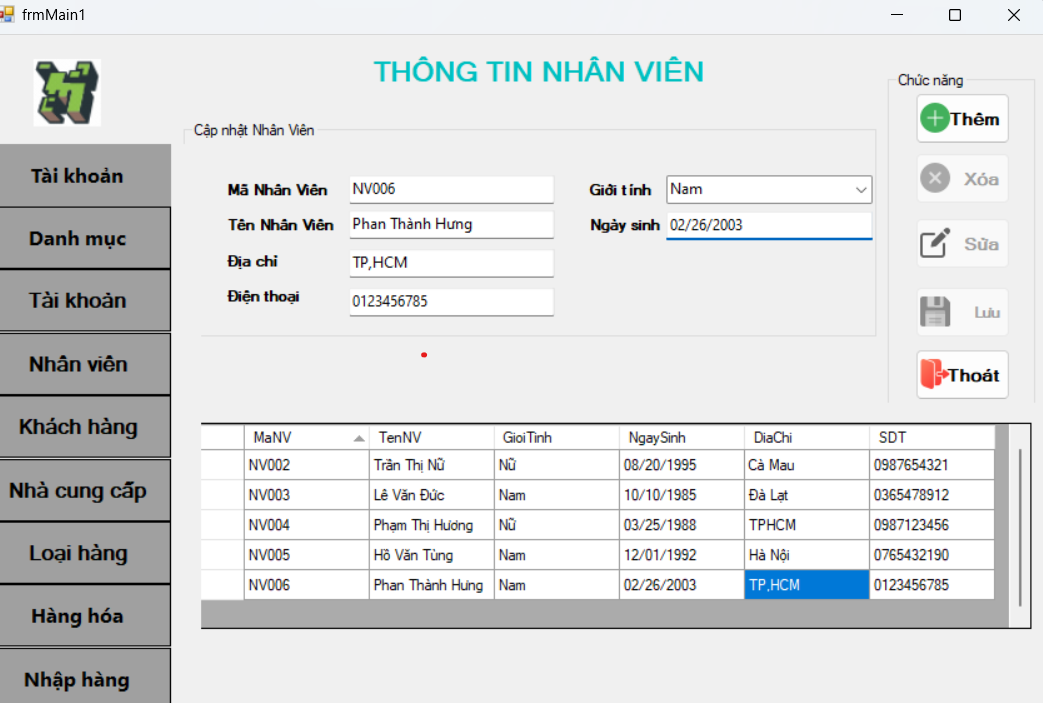 frmMain1
THÔNG TIN NHÂN VIÊN
Chức năng
Thêm
Xóa
Sửa
Lưu
Thoát
Cập nhật Nhân Viên
Mã Nhân Viên NV006 Giới tính Nam
Tên Nhân Viên Phan Thành Hưng Ngày sinh 02/26/2003
Địa chỉ TP,HCM
Điện thoại 0123456785
Tài khoản
Danh mục
Tài khoản
Nhân viên
Khách hàng
Nhà cung cấp
Loại hàng
Hàng hóa
Nhập hàng
MaNV TenNV GioiTinh NgaySinh DiaChi SDT
NV002 Trần Thị Nữ Nữ 08/20/1995 Cà Mau 0987654321
NV003 Lê Văn Đức Nam 10/10/1985 Đà Lạt 0365478912
NV004 Phạm Thị Hương Nữ 03/25/1988 TPHCM 0987123456
NV005 Hồ Văn Tùng Nam 12/01/1992 Hà Nội 0765432190
NV006 Phan Thành Hưng Nam 02/26/2003 TP,HCM 0123456785